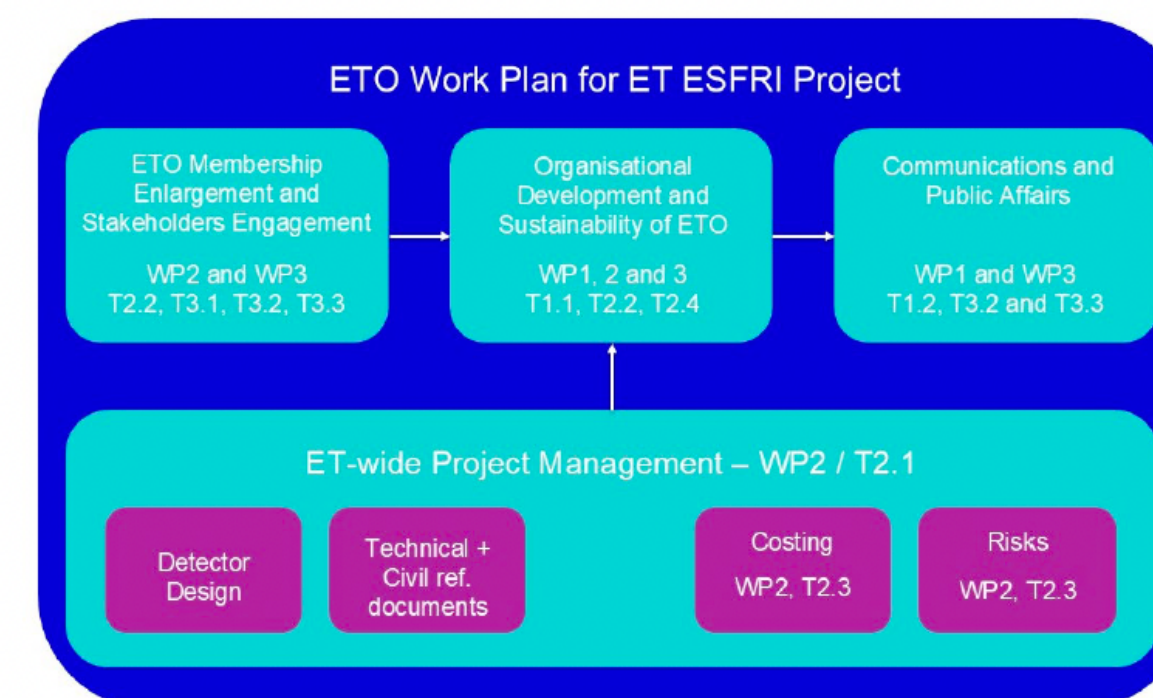 ETO Work Plan for ET ESFRI Project
ETO Membership
Enlargement and
Stakeholders Engagement
WP2 and WP3
T2.2, T3.1, T3.2, T3.3
Organisational
Development and
Sustainability of ETO
WP1, 2 and 3
T1.1, T2.2, T2.4
Communications and
Public Affairs
WP1 and WP3
T1.2, T3.2 and T3.3
ET-wide Project Management – WP2 / T2.1
Detector
Design
Technical +
Civil ref.
documents
Costing
WP2, T2.3
Risks
WP2, T2.3